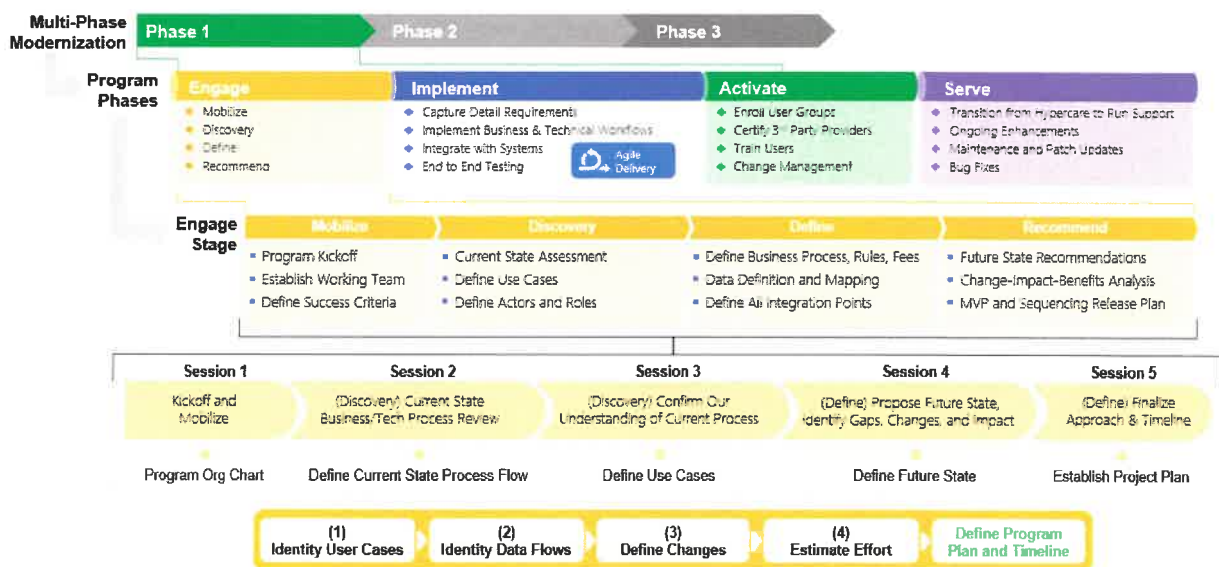 Multi-Phase
Modernization
Phase 1
Phase 2
Phase 3
Program
Phases
Engage
Mobilize
Discovery
Define
Recommend
Implement
Capture Detail Requirements
Implement Business & Technical Workflows
Integrate with Systems
End to End Testing
Agile
Delivery
Activate
Enroll User Groups
Certify 3rd Party Providers
Train Users
Change Management
Serve
Transition from Hypercare to Run Support
Ongoing Enhancements
Maintenance and Patch Updates
Bug Fixes
Engage
Stage
Mobilize
Program Kickoff
Establish Working Team
Define Success Criteria
Discovery
Current State Assessment
Define Use Cases
Define Actors and Roles
Define
Define Business Process, Rules, Fees
Data Definition and Mapping
Define All Integration Points
Recommend
Future State Recommendations
Change-Impact-Benefits Analysis
MVP and Sequencing Release Plan
Session 1
Kickoff and
Mobilize
Program Org Chart
Session 2
(Discovery) Current State
Business/Tech Process Review
Define Current State Process Flow
Session 3
(Discovery) Confirm Our
Understanding of Current Process
Define Use Cases
Session 4
(Define) Propose Future State,
Identify Gaps, Changes, and Impact
Define Future State
Session 5
(Define) Finalize
Approach & Timeline
Establish Project Plan
(1)
Identity User Cases
(2)
Identity Data Flows
(3)
Define Changes
(4)
Estimate Effort
Define Program
Plan and Timeline